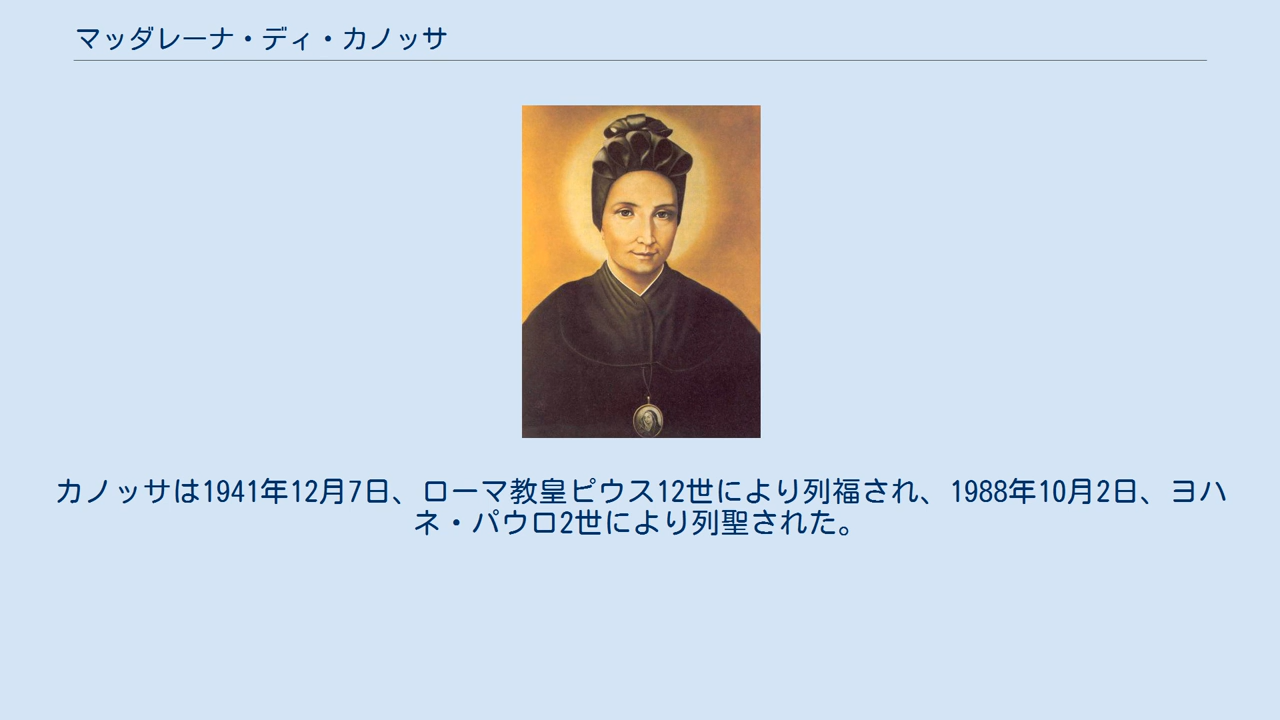 マッダレーナ・ディ・カノッサ
カノッサは1941年12月7日、ローマ教皇ピウス12世により列福され、1988年10月2日、ヨハ
ネ・パウロ2世により列聖された。